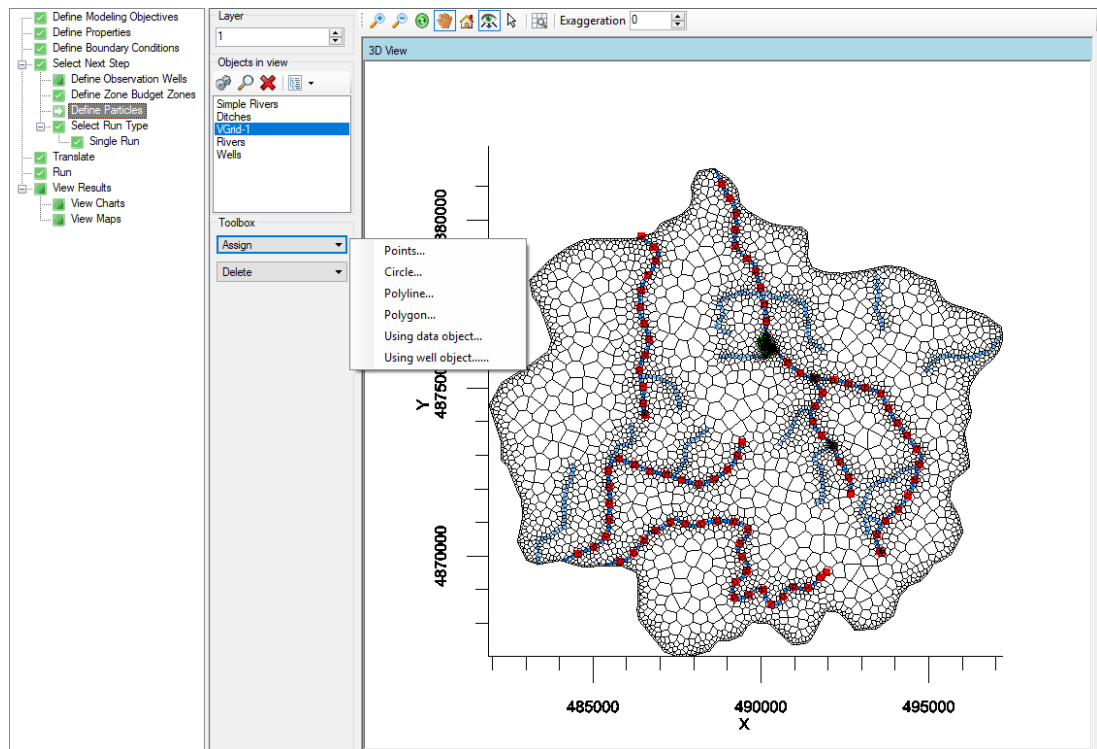 Define Modeling Objectives
Define Properties
Define Boundary Conditions
Select Next Step
Define Observation Wells
Define Zone Budget Zones
Define Particles
Select Run Type
Single Run
Translate
Run
View Results
View Charts
View Maps
Layer
1
Objects in view
Simple Rivers
Ditches
VGrid-1
Rivers
Wells
Toolbox
Assign
Delete
Points...
Circle...
Polyline...
Polygon...
Using data object...
Using well object......
Exaggeration 0
3D View
Y
4870000
485000
490000
495000
X